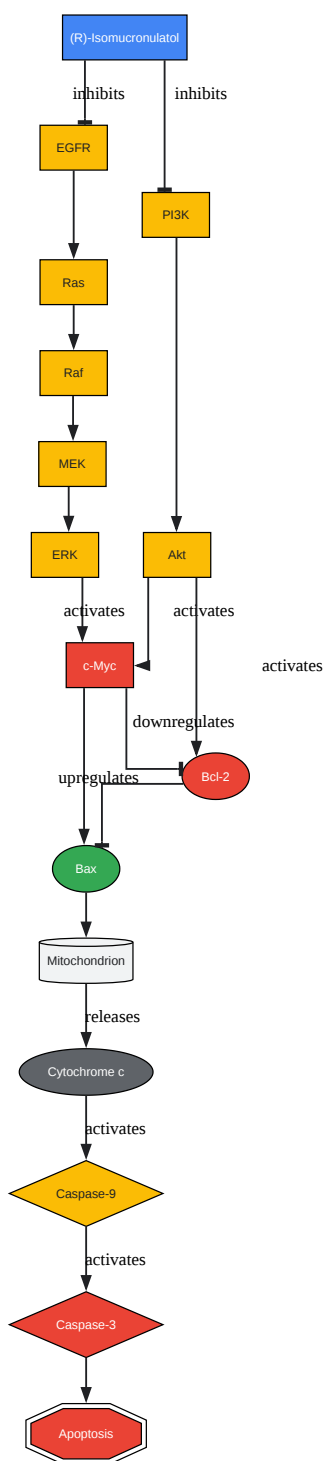 (R)-Isomucronulatol
inhibits
inhibits
EGFR
PI3K
Ras
Raf
MEK
ERK
Akt
activates
activates
c-Myc
activates
downregulates
Bcl-2
upregulates
Bax
Mitochondrion
releases
Cytochrome c
activates
Caspase-9
activates
Caspase-3
Apoptosis